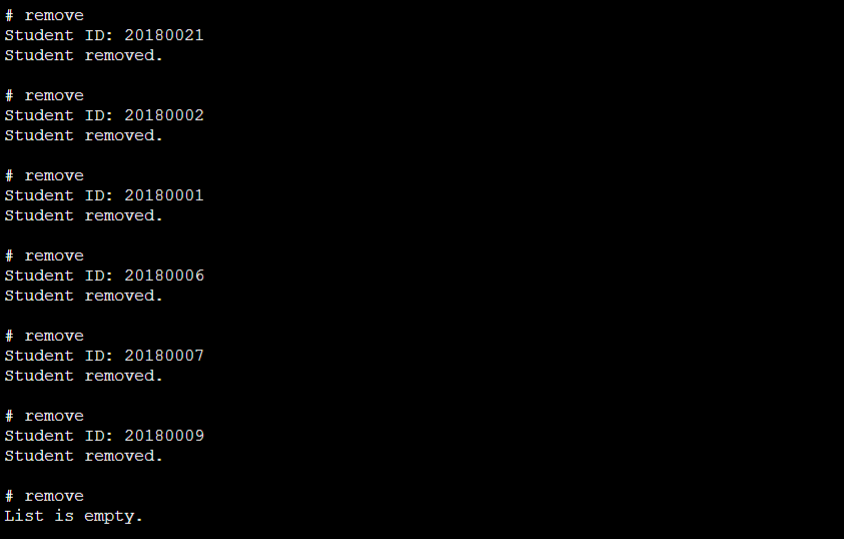 # remove
Student ID: 20180021
Student removed.
# remove
Student ID: 20180002
Student removed.
# remove
Student ID: 20180001
Student removed.
# remove
Student ID: 20180006
Student removed.
# remove
Student ID: 20180007
Student removed.
# remove
Student ID: 20180009
Student removed.
# remove
List is empty.